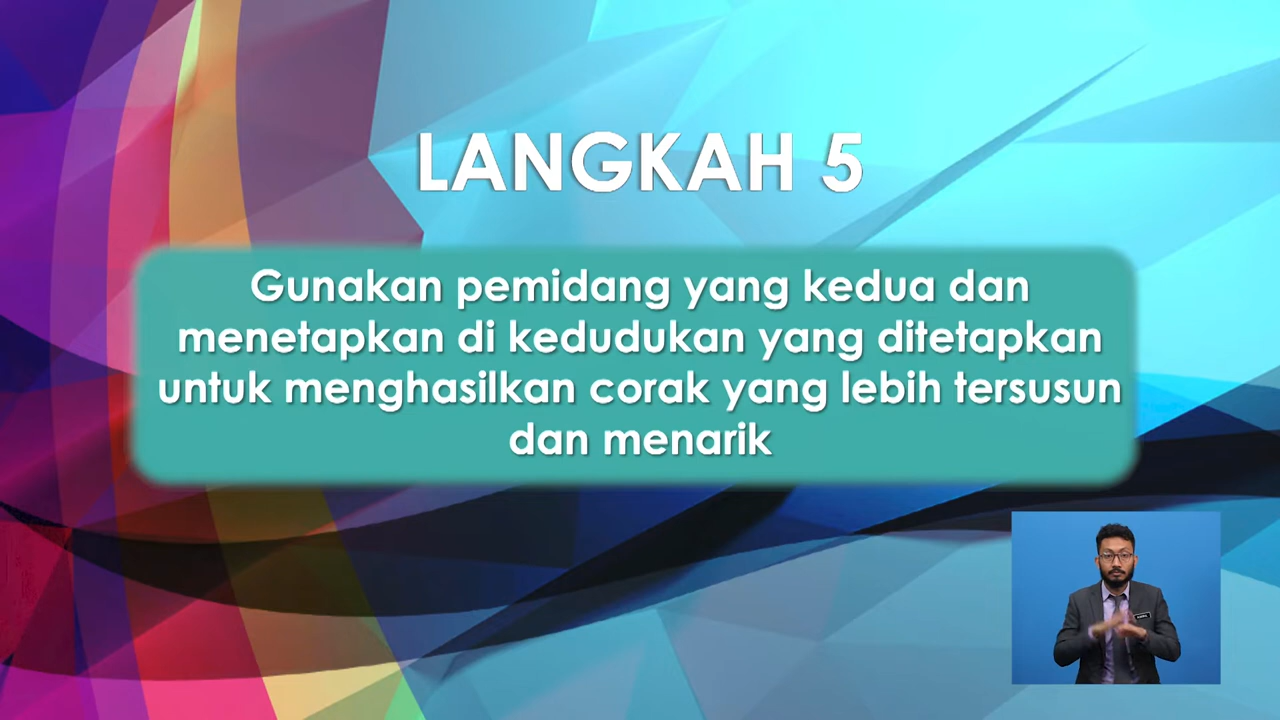 LANGKAH 5
Gunakan pemidang yang kedua dan
menetapkan di kedudukan yang ditetapkan
untuk menghasilkan corak yang lebih tersusun
dan menarik